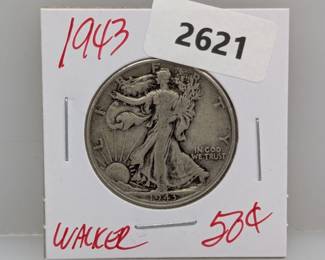 1943
2621
LIBERTY
IN GOD
WE TRUST
1943
WALKER 50¢